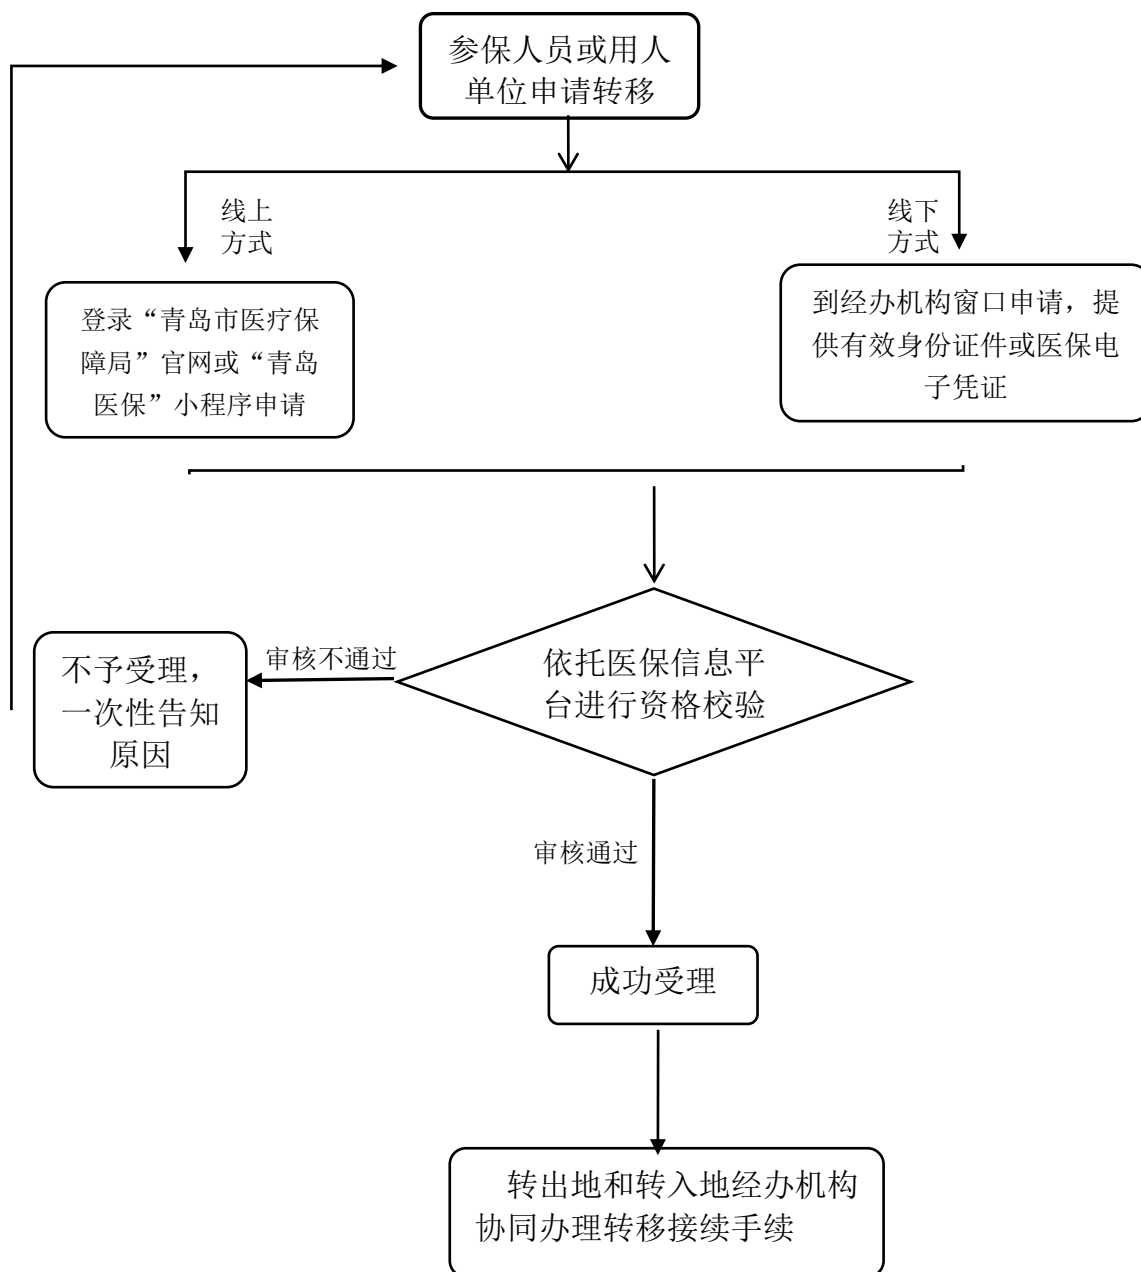 参保人员或用人
单位申请转移
线上
方式
线下
方式
登录“青岛市医疗保
障局”官网或“青岛
医保”小程序申请
到经办机构窗口申请，提
供有效身份证件或医保电
子凭证
不予受理，
一次性告知
原因
审核不通过
依托医保信息平
台进行资格校验
审核通过
成功受理
转出地和转入地经办机构
协同办理转移接续手续